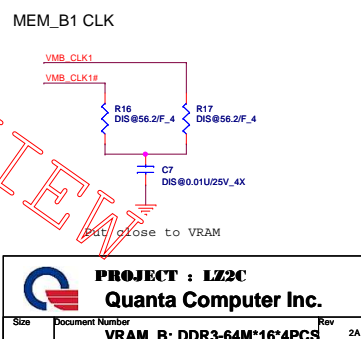 MEM_B1 CLK
VMB_CLK1
VMB_CLK1#
R16
DIS@56.2/F_4
R17
DIS@56.2/F_4
C7
DIS@0.01U/25V_4X
VIEW
Put close to VRAM
PROJECT : LZ2C
Quanta Computer Inc.
Size Document Number Rev
VRAM_B: DDR3-64M*16*4PCS 2A